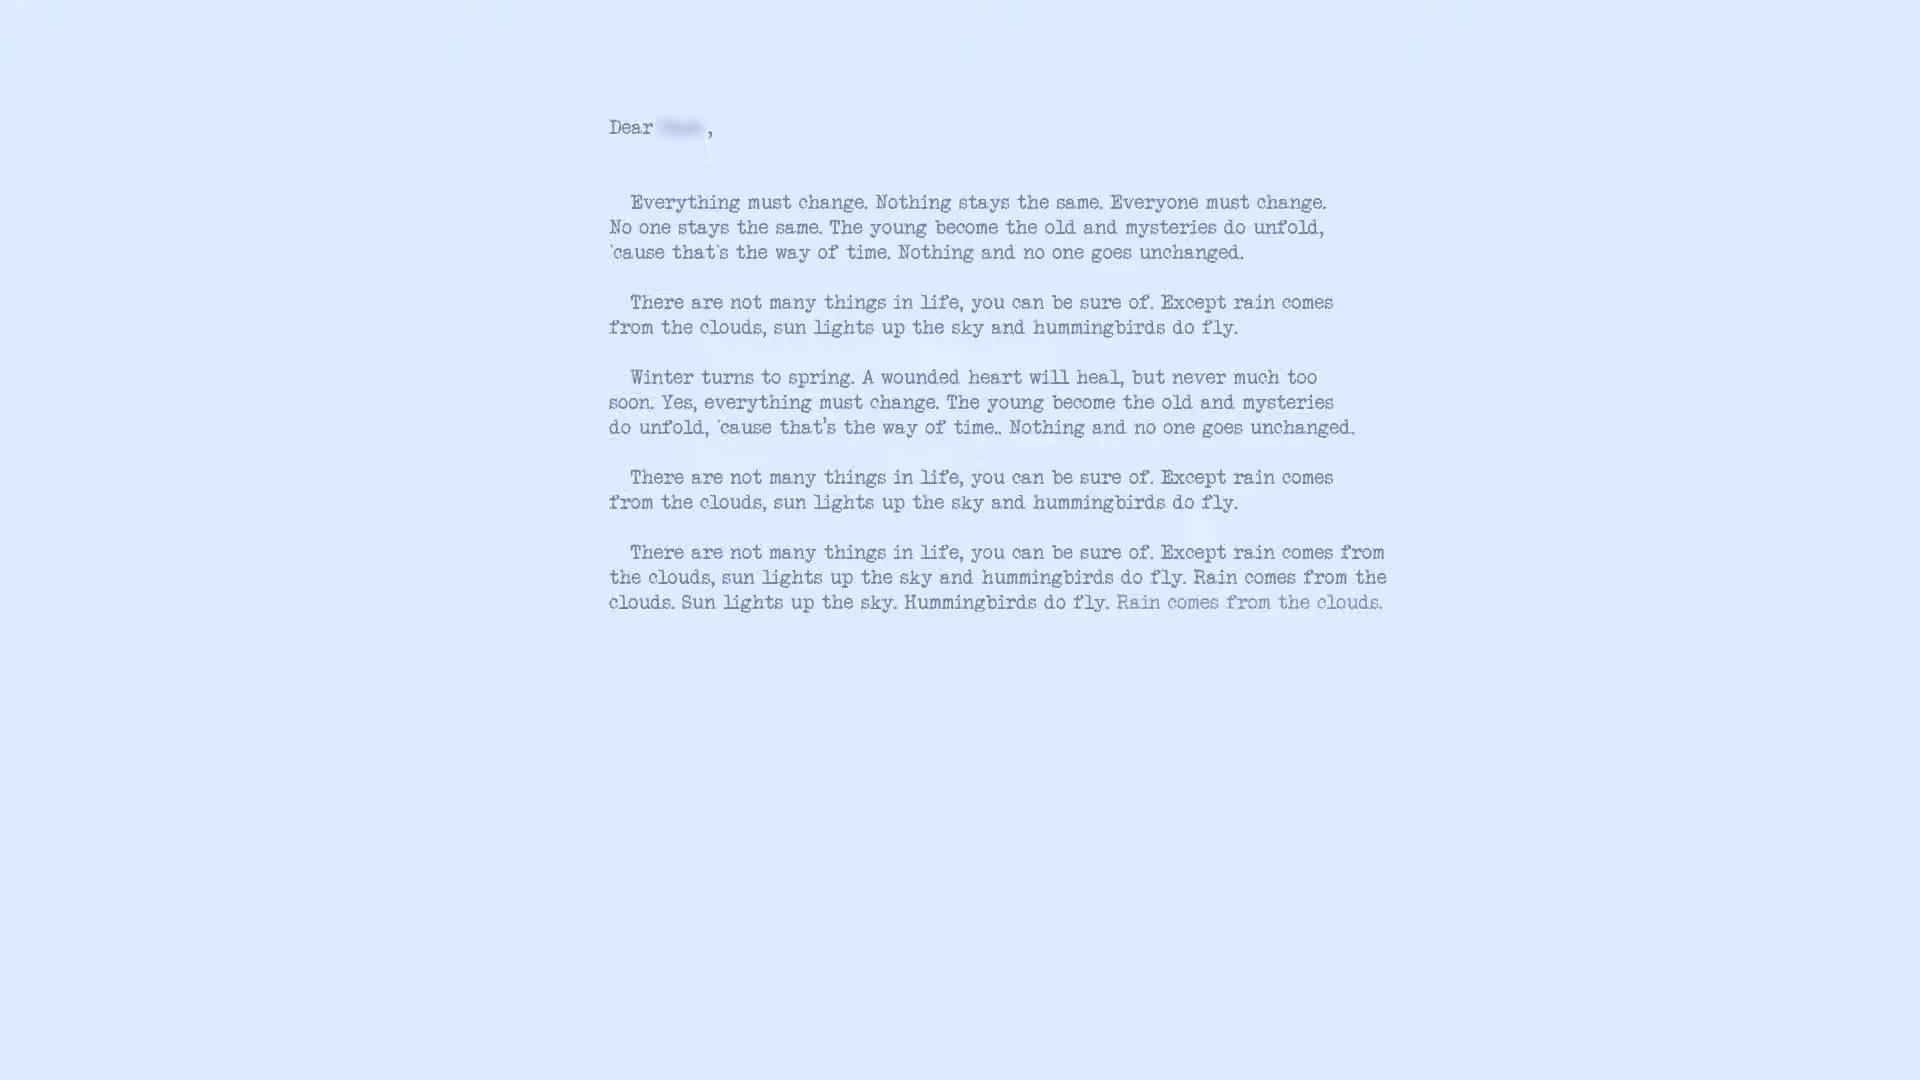 Dear ,
Everything must change. Nothing stays the same. Everyone must change.
No one stays the same. The young become the old and mysteries do unfold,
'cause that's the way of time. Nothing and no one goes unchanged.
There are not many things in life, you can be sure of. Except rain comes
from the clouds, sun lights up the sky and hummingbirds do fly.
Winter turns to spring. A wounded heart will heal, but never much too
soon. Yes, everything must change. The young become the old and mysteries
do unfold, 'cause that's the way of time.. Nothing and no one goes unchanged.
There are not many things in life, you can be sure of. Except rain comes
from the clouds, sun lights up the sky and hummingbirds do fly.
There are not many things in life, you can be sure of. Except rain comes from
the clouds, sun lights up the sky and hummingbirds do fly. Rain comes from the
clouds. Sun lights up the sky. Hummingbirds do fly. Rain comes from the clouds.